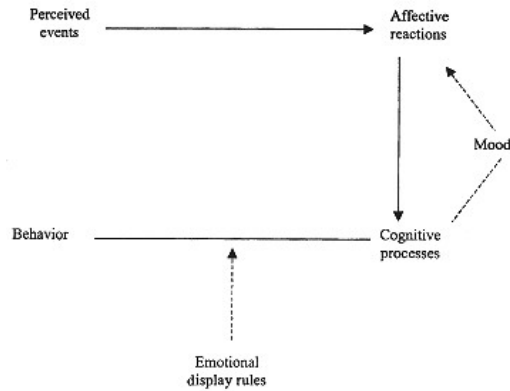 Perceived
events
Affective
reactions
Mood
Behavior
Cognitive
processes
Emotional
display rules